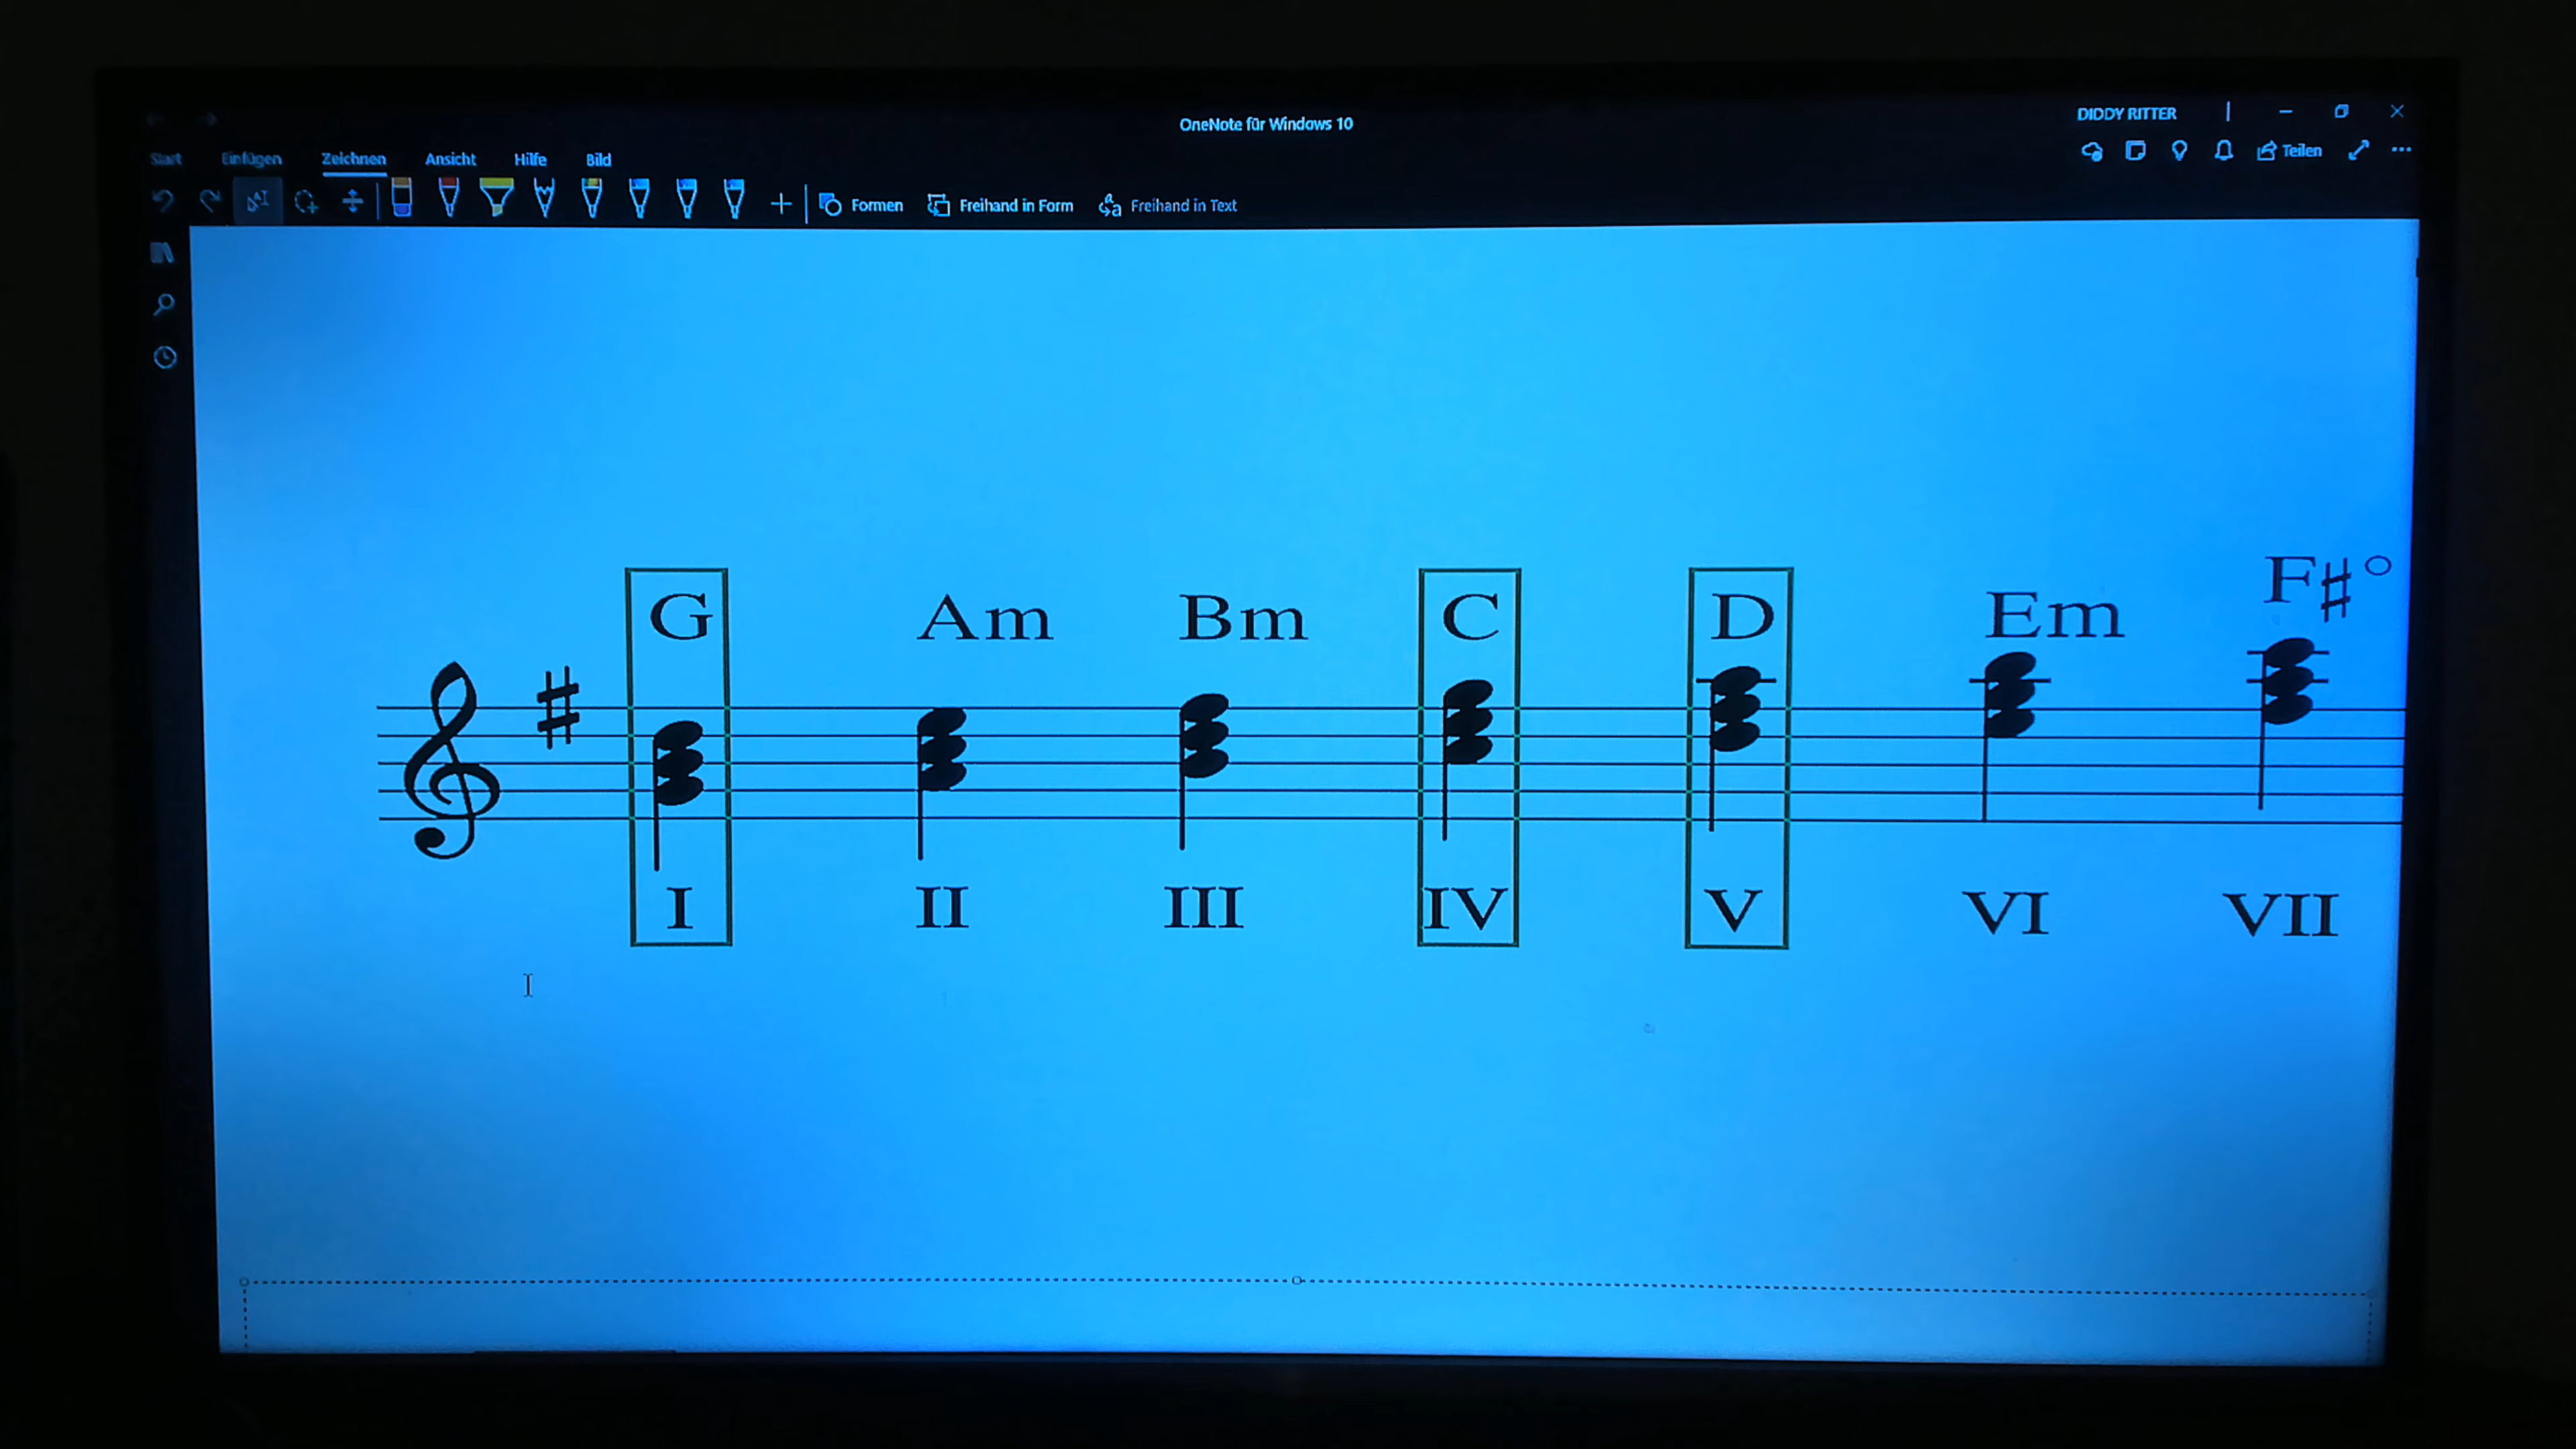 OneNote für Windows 10
DIDDY RITTER
Start Einfügen Zeichnen Ansicht Hilfe Bild
Teilen
Formen Freihand in Form Freihand in Text
G Am Bm C D Em F♯°
I II III IV V VI VII